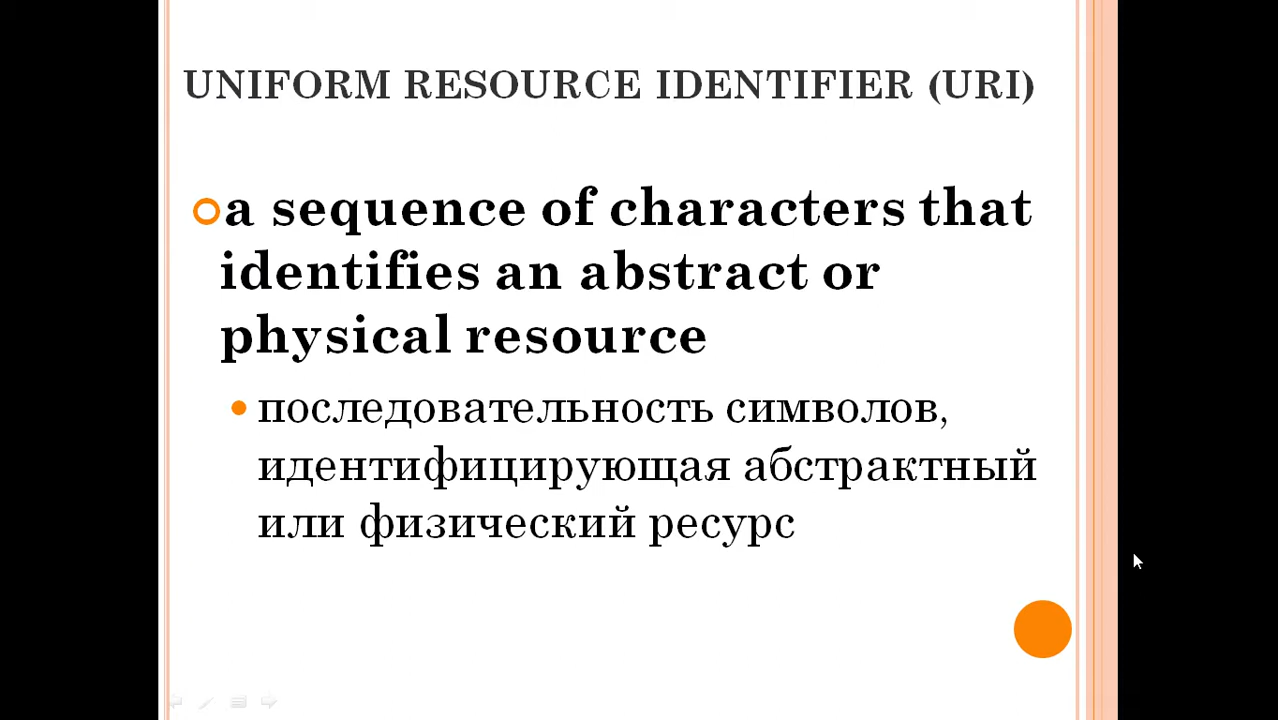 UNIFORM RESOURCE IDENTIFIER (URI)
a sequence of characters that
identifies an abstract or
physical resource
последовательность символов,
идентифицирующая абстрактный
или физический ресурс